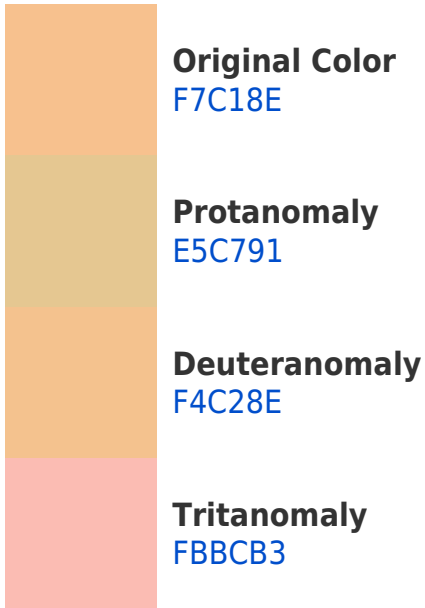 Original Color
F7C18E
Protanomaly
E5C791
Deuteranomaly
F4C28E
Tritanomaly
FBBCB3